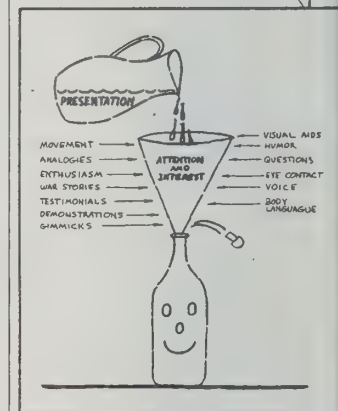 PRESENTATION
MOVEMENT
ANALOGIES
ENTHUSIASM
WAR STORIES
TESTIMONIALS
DEMONSTRATIONS
GIMMICKS
ATTENTION
AND
INTEREST
VISUAL AIDS
HUMOR
QUESTIONS
EYE CONTACT
VOICE
BODY
LANGUAGUE